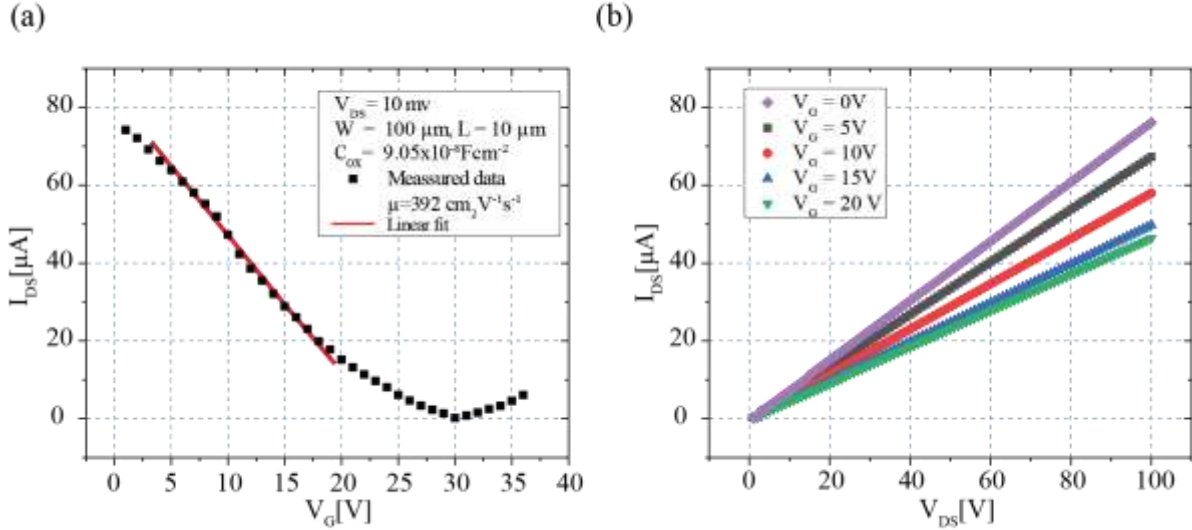 (a)
80
60
40
20
0
I_DS[μA]
0 5 10 15 20 25 30 35 40
V_G[V]
V_DS = 10 mv
W = 100 μm, L = 10 μm
C_OX = 9.05x10⁻⁸Fcm⁻²
Meassured data
μ=392 cm₂V⁻¹s⁻¹
Linear fit
(b)
80
60
40
20
0
I_DS[μA]
0 20 40 60 80 100
V_DS[V]
V_G = 0V
V_G = 5V
V_G = 10V
V_G = 15V
V_G = 20 V